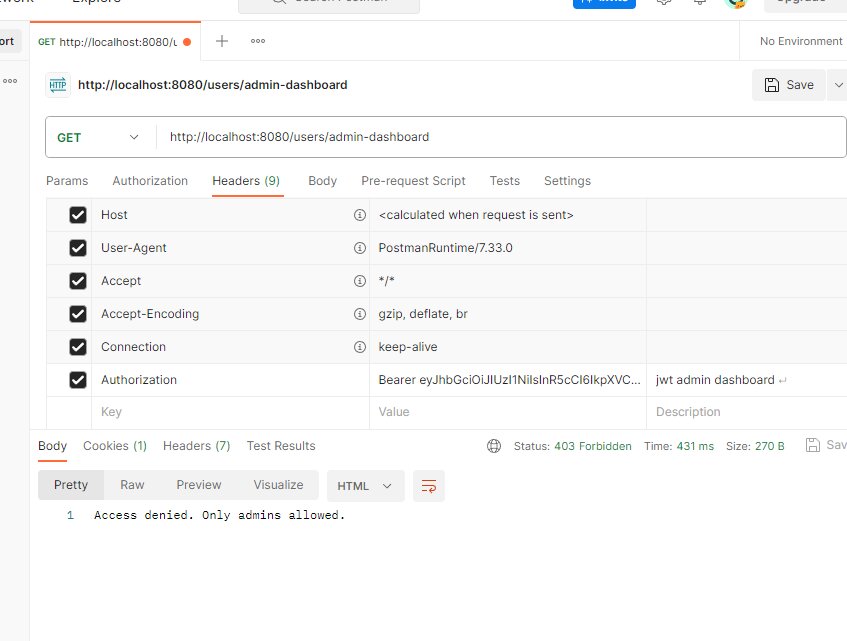 Explore
Search Postman
Invite
Upgrade
ort
GET http://localhost:8080/u
No Environment
HTTP http://localhost:8080/users/admin-dashboard
Save
GET http://localhost:8080/users/admin-dashboard
Params Authorization Headers (9) Body Pre-request Script Tests Settings
Host <calculated when request is sent>
User-Agent PostmanRuntime/7.33.0
Accept */*
Accept-Encoding gzip, deflate, br
Connection keep-alive
Authorization Bearer eyJhbGciOiJIUzI1NiIsInR5cCI6IkpXVC... jwt admin dashboard
Key Value Description
Body Cookies (1) Headers (7) Test Results Status: 403 Forbidden Time: 431 ms Size: 270 B Sav
Pretty Raw Preview Visualize HTML
1 Access denied. Only admins allowed.